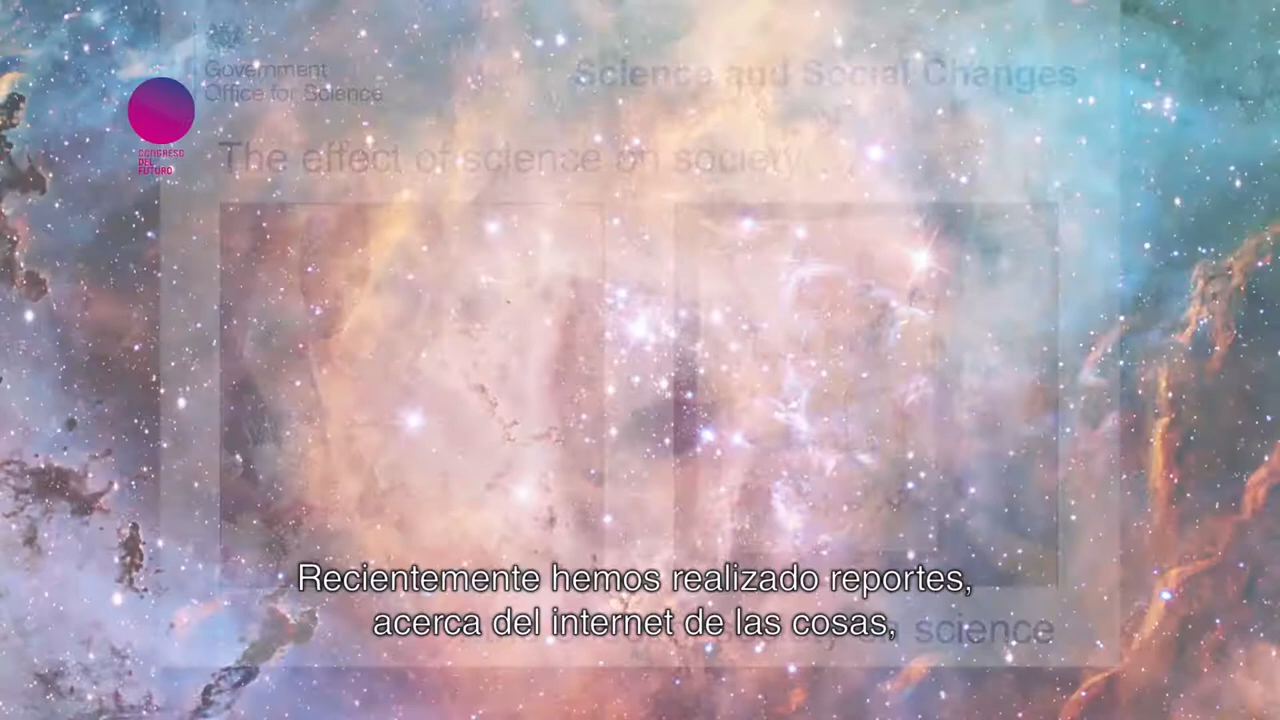 Government
Office for Science
Science and Social Changes
CONGRESO
DEL
FUTURO
The effect of science on society
Recientemente hemos realizado reportes,
acerca del internet de las cosas,
science